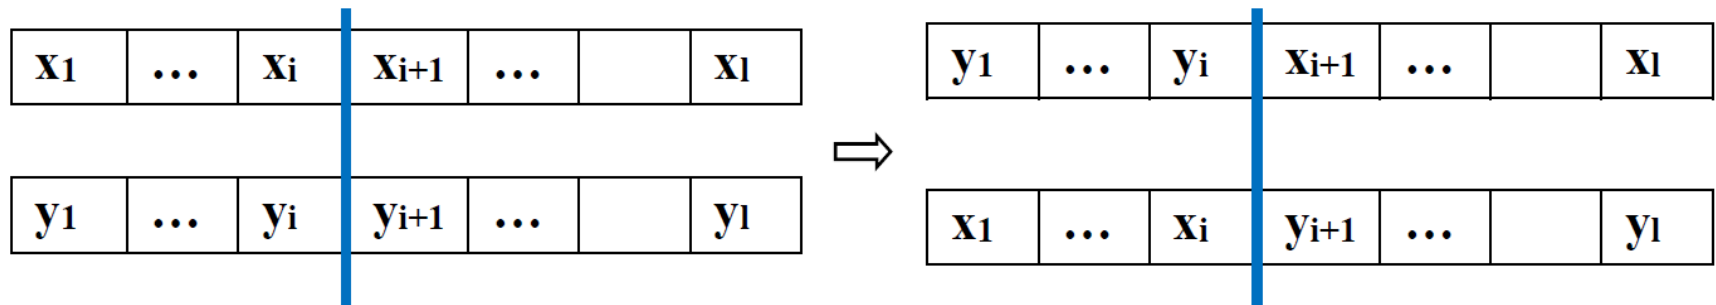 x1 ... xi xi+1 ... xl
y1 ... yi xi+1 ... xl
y1 ... yi yi+1 ... yl
x1 ... xi yi+1 ... yl